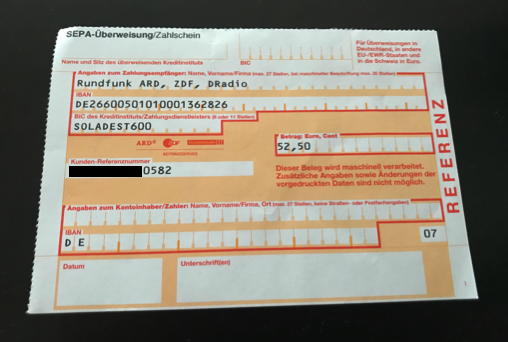 SEPA-Überweisung/Zahlschein
Für Überweisungen in
Deutschland, in andere
EU-/EWR-Staaten und
in die Schweiz in Euro.
Name und Sitz des überweisenden Kreditinstituts
BIC
Angaben zum Zahlungsempfänger: Name, Vorname/Firma (max. 27 Stellen, bei maschineller Beschriftung max. 35 Stellen)
Rundfunk ARD, ZDF, DRadio
IBAN
DE26600501010001362826
BIC des Kreditinstituts/Zahlungsdienstleisters (8 oder 11 Stellen)
SOLADEST600
ARD ZDF
BEITRAGSSERVICE
Betrag: Euro, Cent
52,50
Kunden-Referenznummer
0582
Dieser Beleg wird maschinell verarbeitet.
Zusätzliche Angaben sowie Änderungen der
vorgedruckten Daten sind nicht möglich.
REFERENZ
Angaben zum Kontoinhaber/Zahler: Name, Vorname/Firma, Ort (max. 27 Stellen, keine Straßen- oder Postfachangaben)
IBAN
D E
07
Datum
Unterschrift(en)